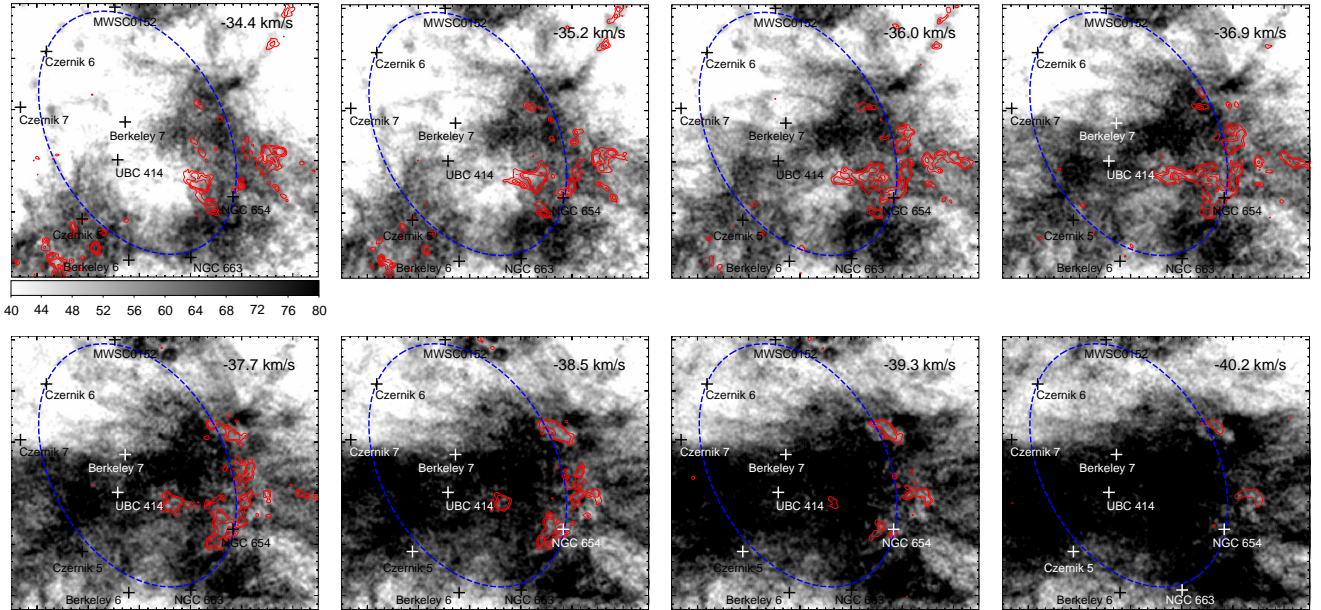 MWSC0152
-34.4 km/s
Czernik 6
Czernik 7
Berkeley 7
UBC 414
NGC 654
Czernik 5
Berkeley 6
NGC 663
MWSC0152
-35.2 km/s
Czernik 6
Czernik 7
Berkeley 7
UBC 414
NGC 654
Czernik 5
Berkeley 6
NGC 663
MWSC0152
-36.0 km/s
Czernik 6
Czernik 7
Berkeley 7
UBC 414
NGC 654
Czernik 5
Berkeley 6
NGC 663
MWSC0152
-36.9 km/s
Czernik 6
Czernik 7
Berkeley 7
UBC 414
NGC 654
Czernik 5
Berkeley 6
NGC 663
40 44 48 52 56 60 64 68 72 76 80
MWSC0152
-37.7 km/s
Czernik 6
Czernik 7
Berkeley 7
UBC 414
NGC 654
Czernik 5
Berkeley 6
NGC 663
MWSC0152
-38.5 km/s
Czernik 6
Czernik 7
Berkeley 7
UBC 414
NGC 654
Czernik 5
Berkeley 6
NGC 663
MWSC0152
-39.3 km/s
Czernik 6
Czernik 7
Berkeley 7
UBC 414
NGC 654
Czernik 5
Berkeley 6
NGC 663
MWSC0152
-40.2 km/s
Czernik 6
Czernik 7
Berkeley 7
UBC 414
NGC 654
Czernik 5
Berkeley 6
NGC 663